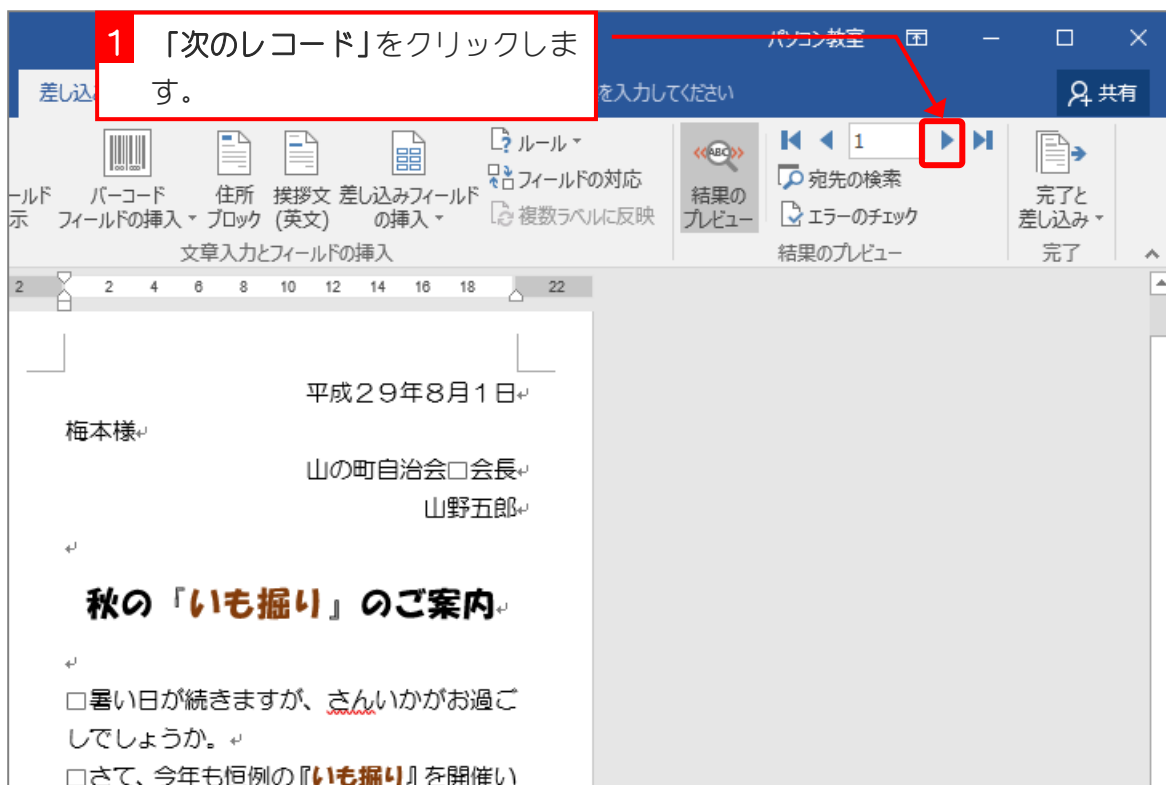 1 「次のレコード」をクリックしま
す。
パソコン教室
差し込
を入力してください
共有
ールド
示
バーコード
フィールドの挿入
住所
ブロック
挨拶文
(英文)
差し込みフィールド
の挿入
ルール
フィールドの対応
複数ラベルに反映
文章入力とフィールドの挿入
«ABC»
結果の
プレビュー
1
宛先の検索
エラーのチェック
結果のプレビュー
完了と
差し込み
完了
2 2 4 6 8 10 12 14 16 18 22
平成29年8月1日
梅本様
山の町自治会□会長
山野五郎
秋の『いも掘り』のご案内
□暑い日が続きますが、さんいかがお過ご
しでしょうか。
□さて、今年も恒例の『いも掘り』を開催い